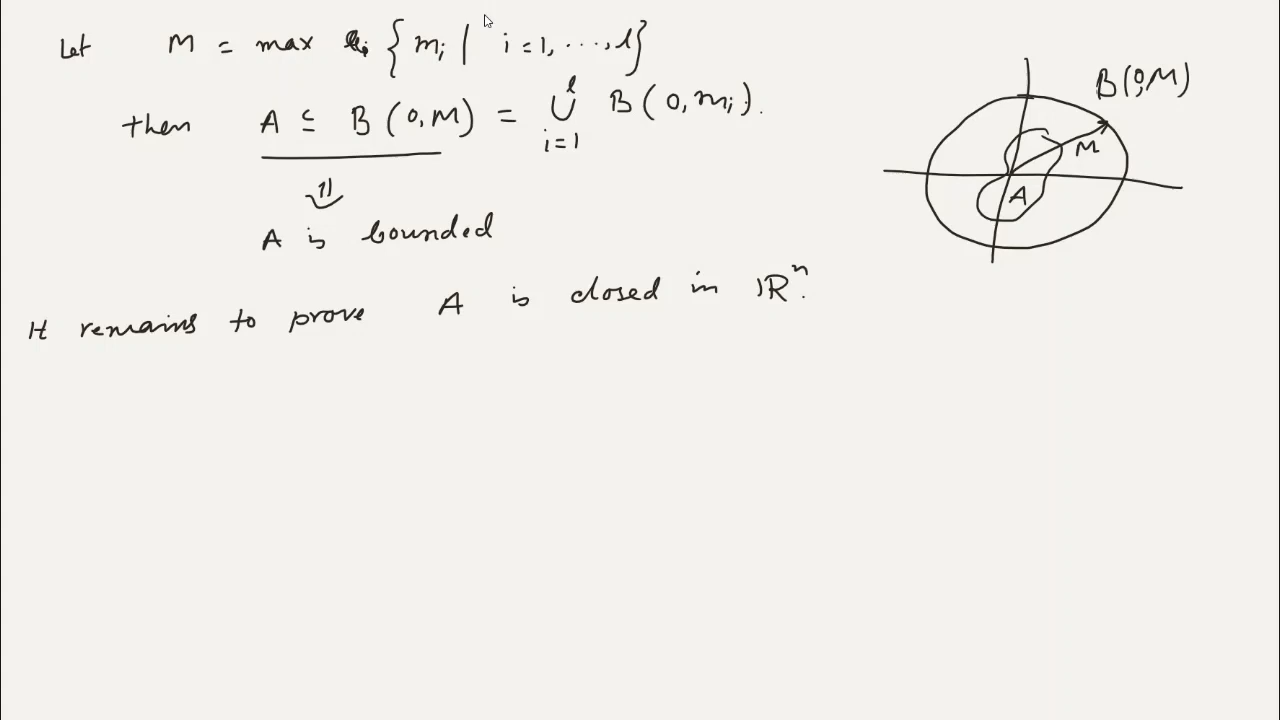 Let M = max { m_i | i = 1, ..., l }
then A ⊆ B(0,M) = ∪_{i=1}^{l} B(0, m_i).
⇓
A is bounded
It remains to prove A is closed in ℝⁿ.
B(0,M)
M
A